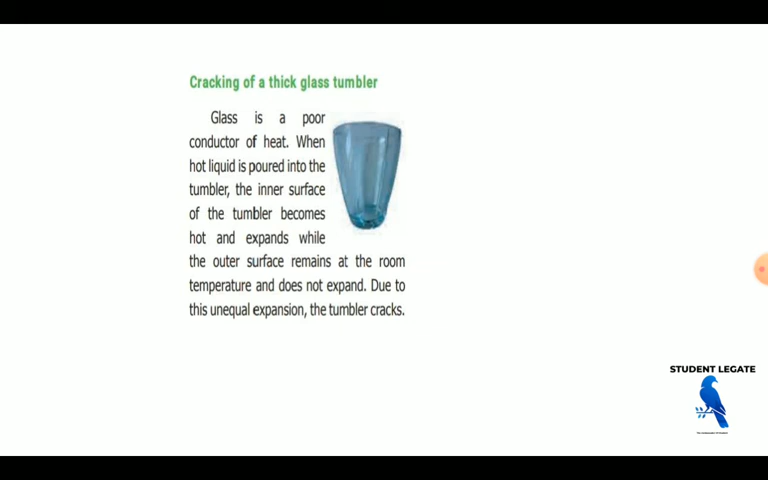 Cracking of a thick glass tumbler
Glass is a poor
conductor of heat. When
hot liquid is poured into the
tumbler, the inner surface
of the tumbler becomes
hot and expands while
the outer surface remains at the room
temperature and does not expand. Due to
this unequal expansion, the tumbler cracks.
STUDENT LEGATE